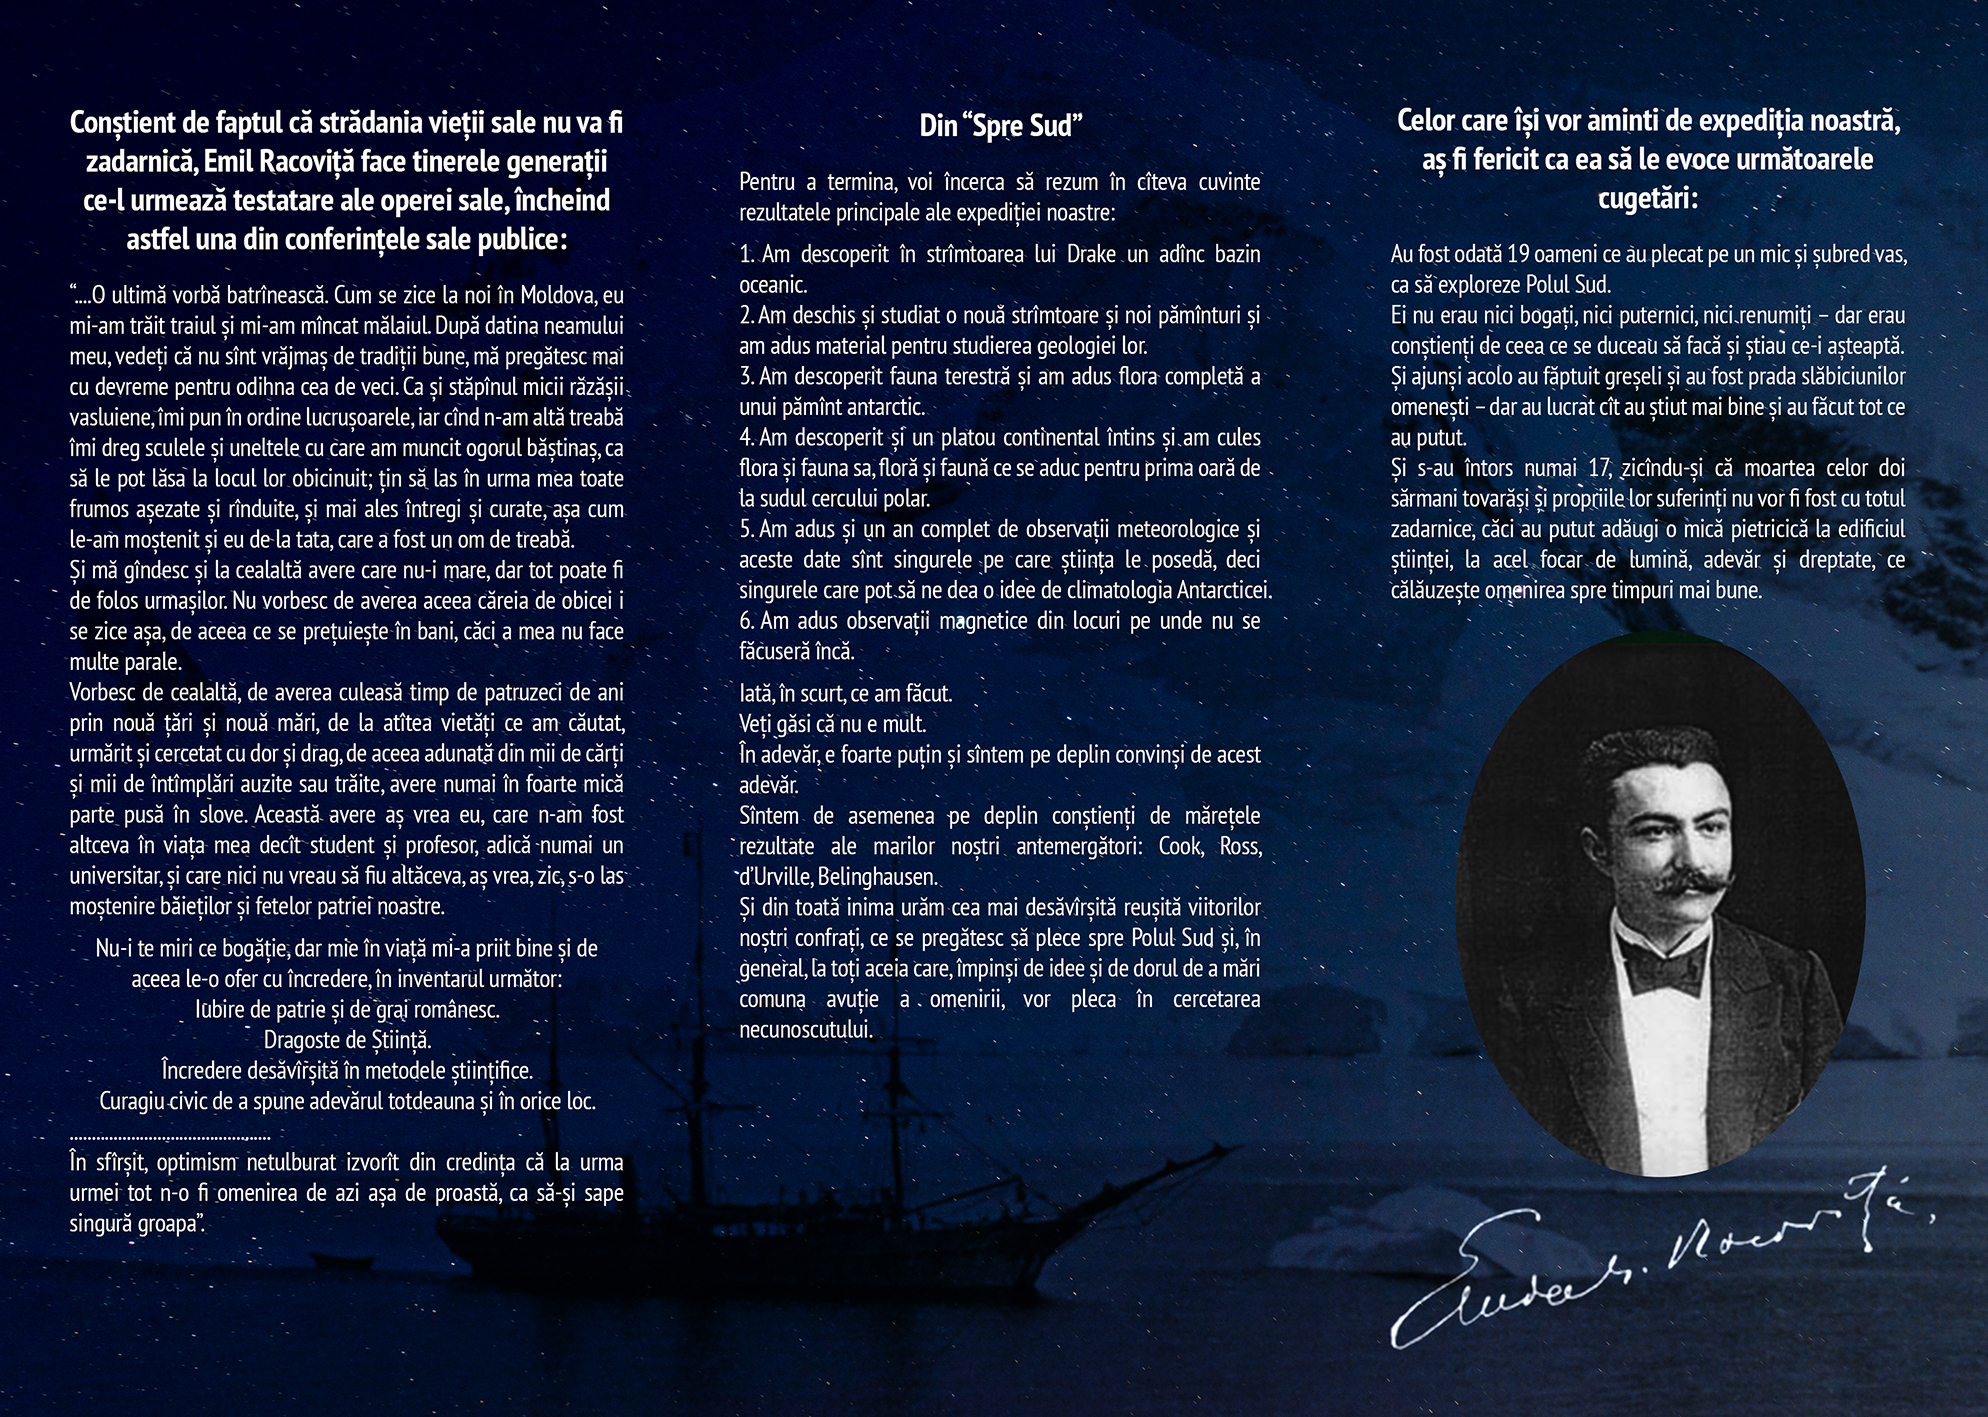 Conștient de faptul că strădania vieții sale nu va fi
zadarnică, Emil Racoviță face tinerele generații
ce-l urmează testatare ale operei sale, încheind
astfel una din conferințele sale publice:
“....O ultimă vorbă batrînească. Cum se zice la noi în Moldova, eu
mi-am trăit traiul și mi-am mîncat mălaiul. După datina neamului
meu, vedeți că nu sînt vrăjmaș de tradiții bune, mă pregătesc mai
cu devreme pentru odihna cea de veci. Ca și stăpînul micii răzășii
vasluiene, îmi pun în ordine lucrușoarele, iar cînd n-am altă treabă
îmi dreg sculele și uneltele cu care am muncit ogorul băștinaș, ca
să le pot lăsa la locul lor obicinuit; țin să las în urma mea toate
frumos așezate și rînduite, și mai ales întregi și curate, așa cum
le-am moștenit și eu de la tata, care a fost un om de treabă.
Și mă gîndesc și la cealaltă avere care nu-i mare, dar tot poate fi
de folos urmașilor. Nu vorbesc de averea aceea căreia de obicei i
se zice așa, de aceea ce se prețuiește în bani, căci a mea nu face
multe parale.
Vorbesc de cealaltă, de averea culeasă timp de patruzeci de ani
prin nouă țări și nouă mări, de la atîtea vietăți ce am căutat,
urmărit și cercetat cu dor și drag, de aceea adunată din mii de cărți
și mii de întîmplări auzite sau trăite, avere numai în foarte mică
parte pusă în slove. Această avere aș vrea eu, care n-am fost
altceva în viața mea decît student și profesor, adică numai un
universitar, și care nici nu vreau să fiu altăceva, aș vrea, zic, s-o las
moștenire băieților și fetelor patriei noastre.
Nu-i te miri ce bogăție, dar mie în viață mi-a priit bine și de
aceea le-o ofer cu încredere, în inventarul următor:
Iubire de patrie și de grai românesc.
Dragoste de Știință.
Încredere desăvîrșită în metodele științifice.
Curagiu civic de a spune adevărul totdeauna și în orice loc.
..............................................
În sfîrșit, optimism netulburat izvorît din credința că la urma
urmei tot n-o fi omenirea de azi așa de proastă, ca să-și sape
singură groapa”.
Din “Spre Sud”
Pentru a termina, voi încerca să rezum în cîteva cuvinte
rezultatele principale ale expediției noastre:
1. Am descoperit în strîmtoarea lui Drake un adînc bazin
oceanic.
2. Am deschis și studiat o nouă strîmtoare și noi pămînturi și
am adus material pentru studierea geologiei lor.
3. Am descoperit fauna terestră și am adus flora completă a
unui pămînt antarctic.
4. Am descoperit și un platou continental întins și am cules
flora și fauna sa, floră și faună ce se aduc pentru prima oară de
la sudul cercului polar.
5. Am adus și un an complet de observații meteorologice și
aceste date sînt singurele pe care știința le posedă, deci
singurele care pot să ne dea o idee de climatologia Antarcticei.
6. Am adus observații magnetice din locuri pe unde nu se
făcuseră încă.
Iată, în scurt, ce am făcut.
Veți găsi că nu e mult.
În adevăr, e foarte puțin și sîntem pe deplin convinși de acest
adevăr.
Sîntem de asemenea pe deplin conștienți de mărețele
rezultate ale marilor noștri antemergători: Cook, Ross,
d’Urville, Belinghausen.
Și din toată inima urăm cea mai desăvîrșită reușită viitorilor
noștri confrați, ce se pregătesc să plece spre Polul Sud și, în
general, la toți aceia care, împinși de idee și de dorul de a mări
comuna avuție a omenirii, vor pleca în cercetarea
necunoscutului.
Celor care își vor aminti de expediția noastră,
aș fi fericit ca ea să le evoce următoarele
cugetări:
Au fost odată 19 oameni ce au plecat pe un mic și șubred vas,
ca să exploreze Polul Sud.
Ei nu erau nici bogați, nici puternici, nici renumiți – dar erau
conștienți de ceea ce se duceau să facă și știau ce-i așteaptă.
Și ajunși acolo au făptuit greșeli și au fost prada slăbiciunilor
omenești – dar au lucrat cît au știut mai bine și au făcut tot ce
au putut.
Și s-au întors numai 17, zicîndu-și că moartea celor doi
sărmani tovarăși și propriile lor suferinți nu vor fi fost cu totul
zadarnice, căci au putut adăugi o mică pietricică la edificiul
științei, la acel focar de lumină, adevăr și dreptate, ce
călăuzește omenirea spre timpuri mai bune.
Racoviță